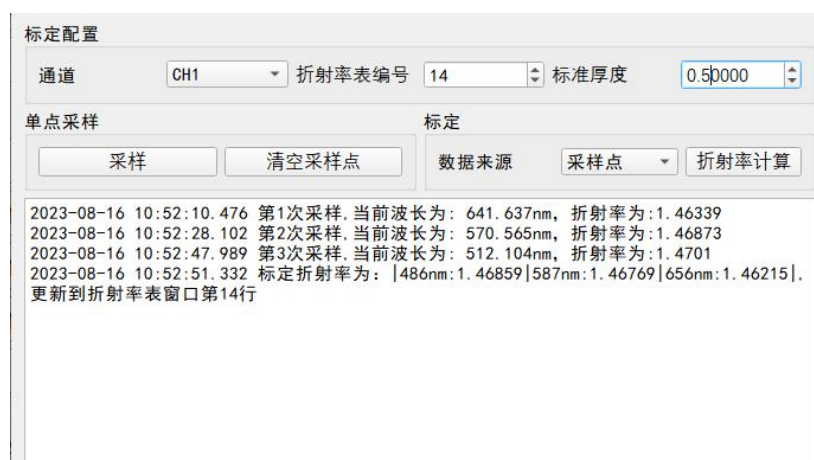 标定配置
通道 CH1 折射率表编号 14 标准厚度 0.50000
单点采样 标定
采样 清空采样点 数据来源 采样点 折射率计算
2023-08-16 10:52:10.476 第1次采样,当前波长为: 641.637nm, 折射率为:1.46339
2023-08-16 10:52:28.102 第2次采样,当前波长为: 570.565nm, 折射率为:1.46873
2023-08-16 10:52:47.989 第3次采样,当前波长为: 512.104nm, 折射率为:1.4701
2023-08-16 10:52:51.332 标定折射率为: |486nm:1.46859|587nm:1.46769|656nm:1.46215|,
更新到折射率表窗口第14行